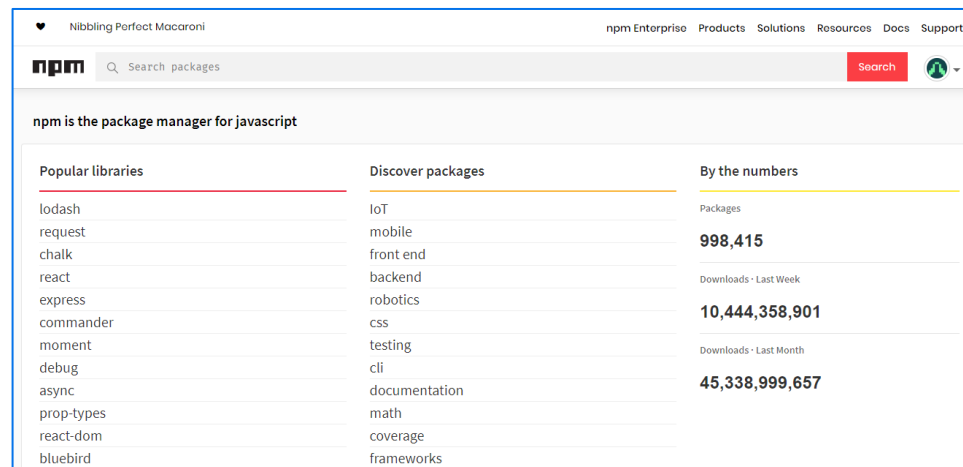 Nibbling Perfect Macaroni
npm Enterprise Products Solutions Resources Docs Support
npm
Search packages
Search
npm is the package manager for javascript
Popular libraries
lodash
request
chalk
react
express
commander
moment
debug
async
prop-types
react-dom
bluebird
Discover packages
IoT
mobile
front end
backend
robotics
css
testing
cli
documentation
math
coverage
frameworks
By the numbers
Packages
998,415
Downloads · Last Week
10,444,358,901
Downloads · Last Month
45,338,999,657